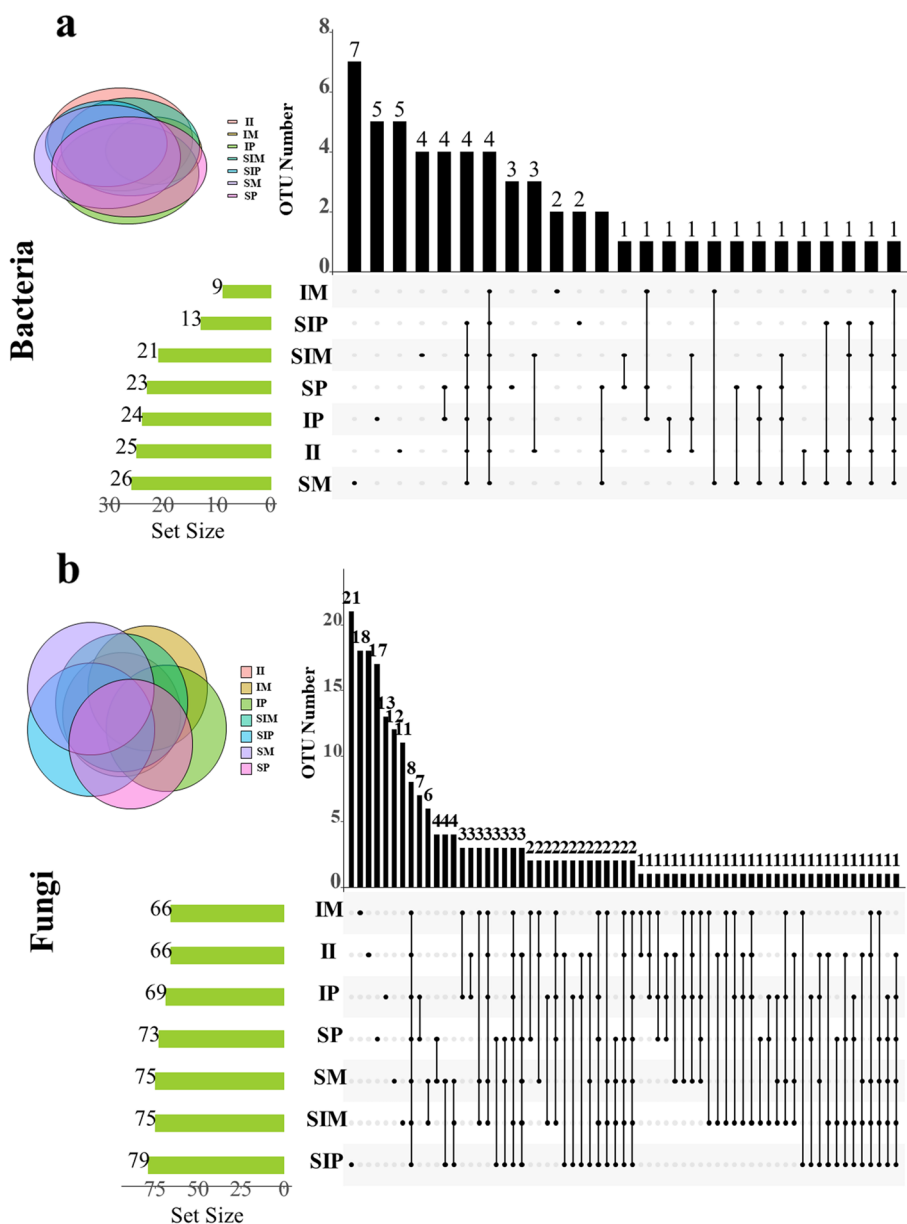 a
Bacteria
II
IM
IP
SIM
SIP
SM
SP
OTU Number
8
6
4
2
0
7
5
5
4
4
4
4
3
3
2
2
1
1
1
1
1
1
1
1
1
1
1
1
1
9
13
21
23
24
25
26
30
20
10
0
Set Size
IM
SIP
SIM
SP
IP
II
SM
b
Fungi
II
IM
IP
SIM
SIP
SM
SP
OTU Number
20
15
10
5
0
21
18
17
13
12
11
8
7
6
444
33333333
2222222222222
1111111111111111111111111111111
66
66
69
73
75
75
79
75
50
25
0
Set Size
IM
II
IP
SP
SM
SIM
SIP